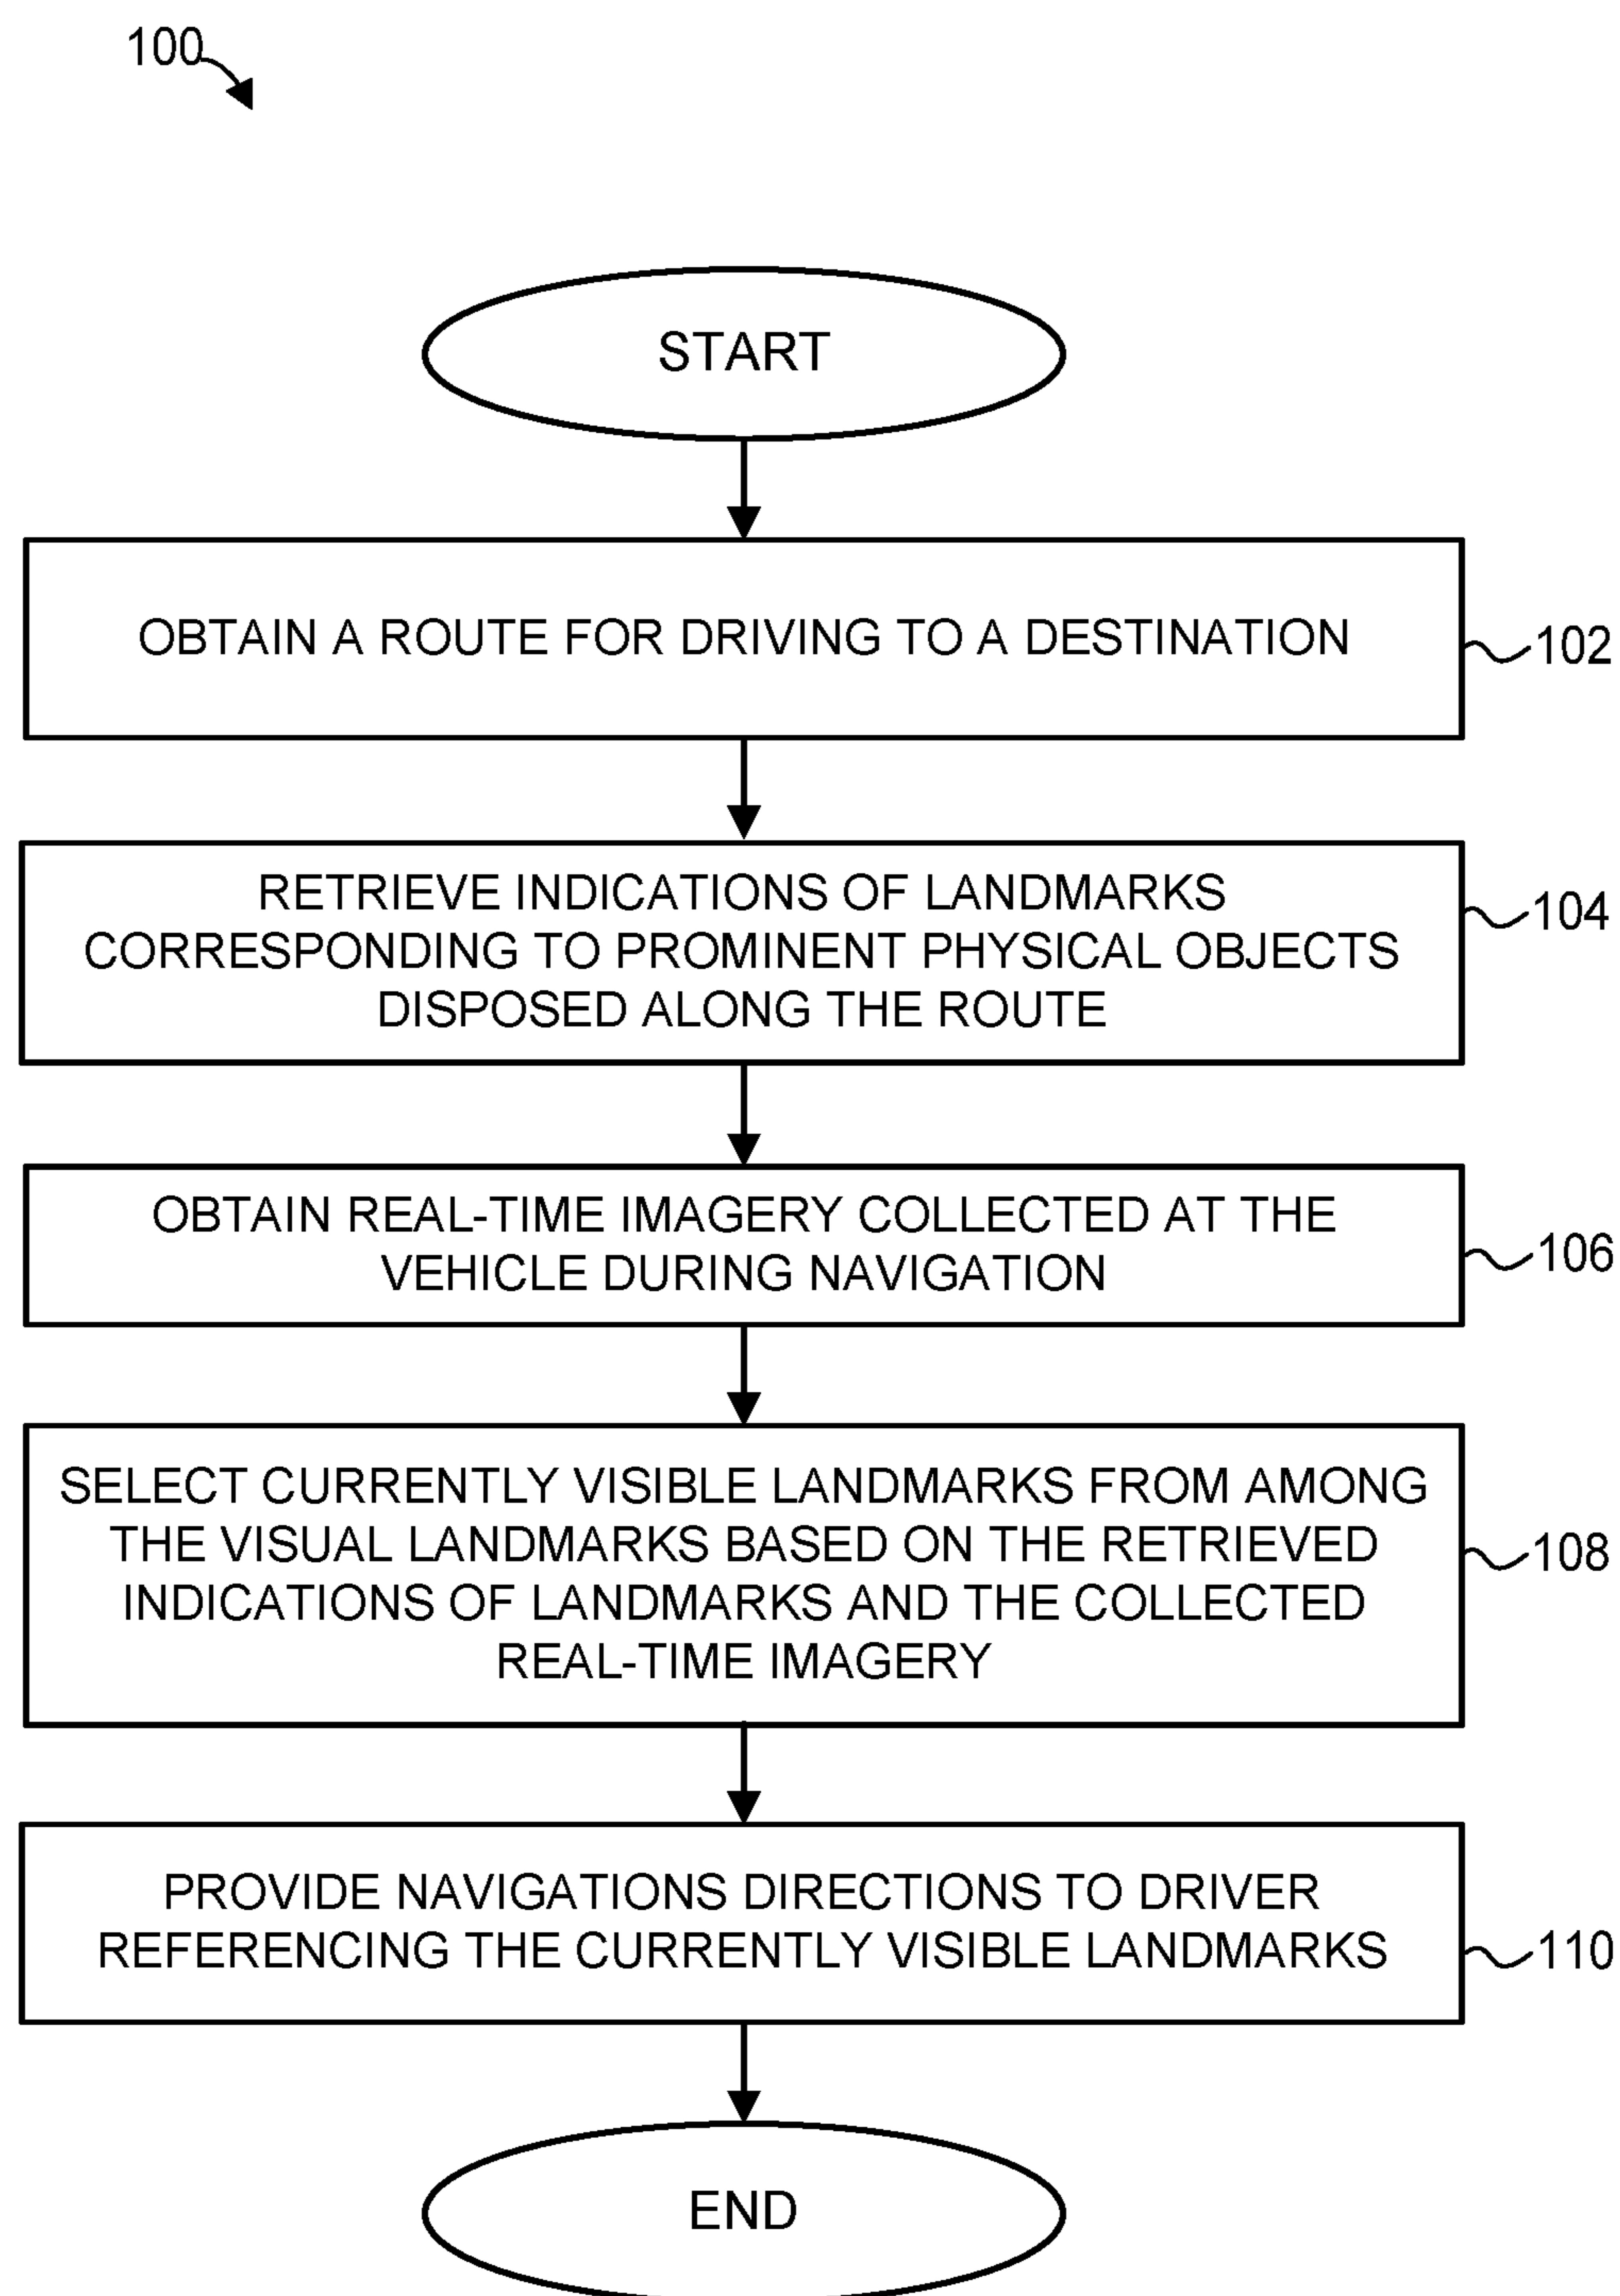 100
START
OBTAIN A ROUTE FOR DRIVING TO A DESTINATION
102
RETRIEVE INDICATIONS OF LANDMARKS
CORRESPONDING TO PROMINENT PHYSICAL OBJECTS
DISPOSED ALONG THE ROUTE
104
OBTAIN REAL-TIME IMAGERY COLLECTED AT THE
VEHICLE DURING NAVIGATION
106
SELECT CURRENTLY VISIBLE LANDMARKS FROM AMONG
THE VISUAL LANDMARKS BASED ON THE RETRIEVED
INDICATIONS OF LANDMARKS AND THE COLLECTED
REAL-TIME IMAGERY
108
PROVIDE NAVIGATIONS DIRECTIONS TO DRIVER
REFERENCING THE CURRENTLY VISIBLE LANDMARKS
110
END